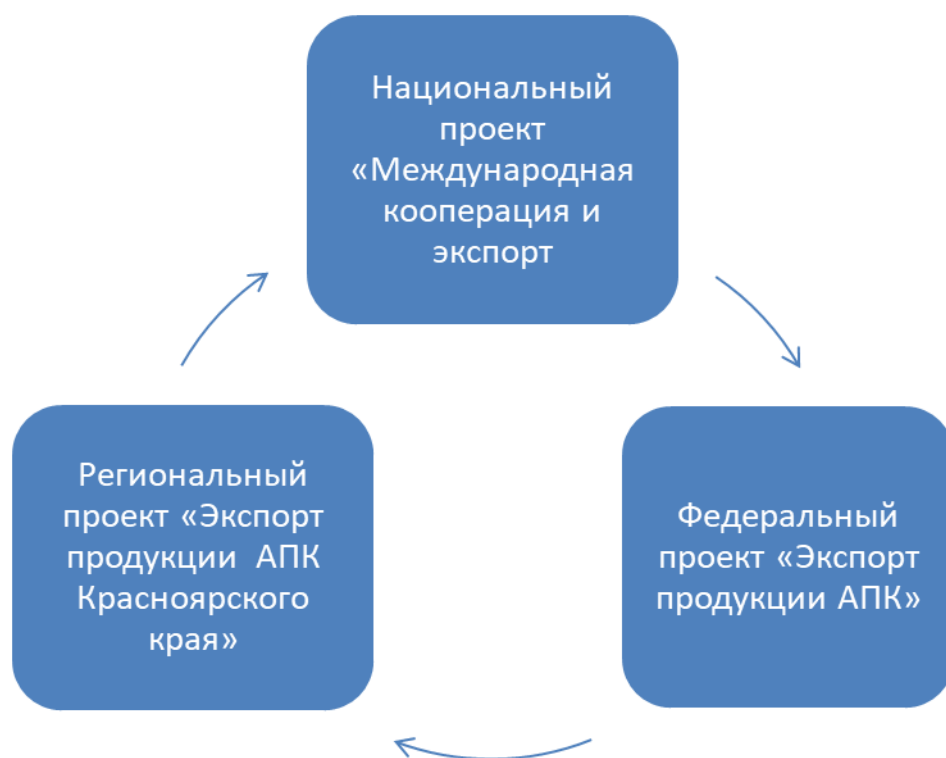 Национальный
проект
«Международная
кооперация и
экспорт
Региональный
проект «Экспорт
продукции АПК
Красноярского
края»
Федеральный
проект «Экспорт
продукции АПК»